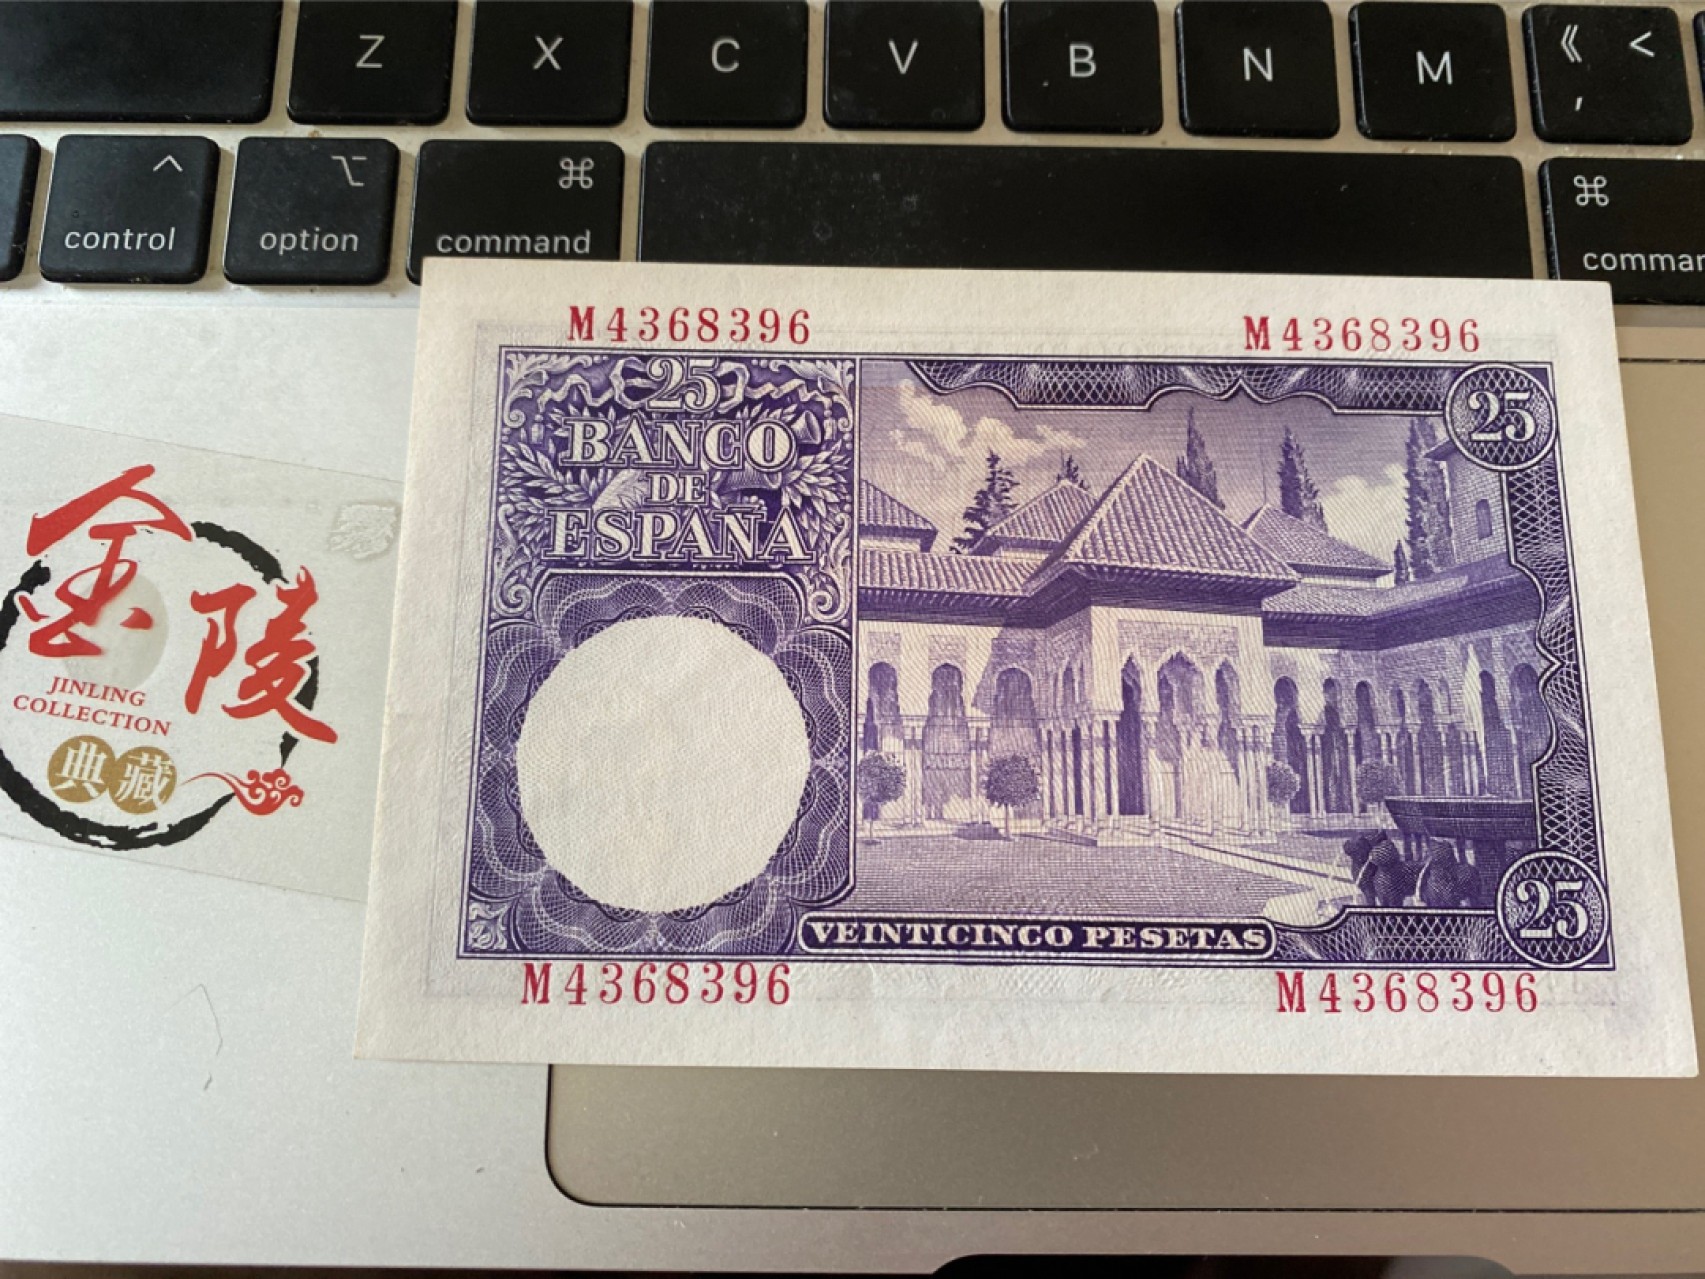 Z X C V B N M 《 <
,
⌃ ⌥ ⌘ ⌘
control option command
M4368396 M4368396
25 25
BANCO
DE
ESPAÑA
金陵
JINLING
COLLECTION
典藏
25
VEINTICINCO PESETAS
M4368396 M4368396